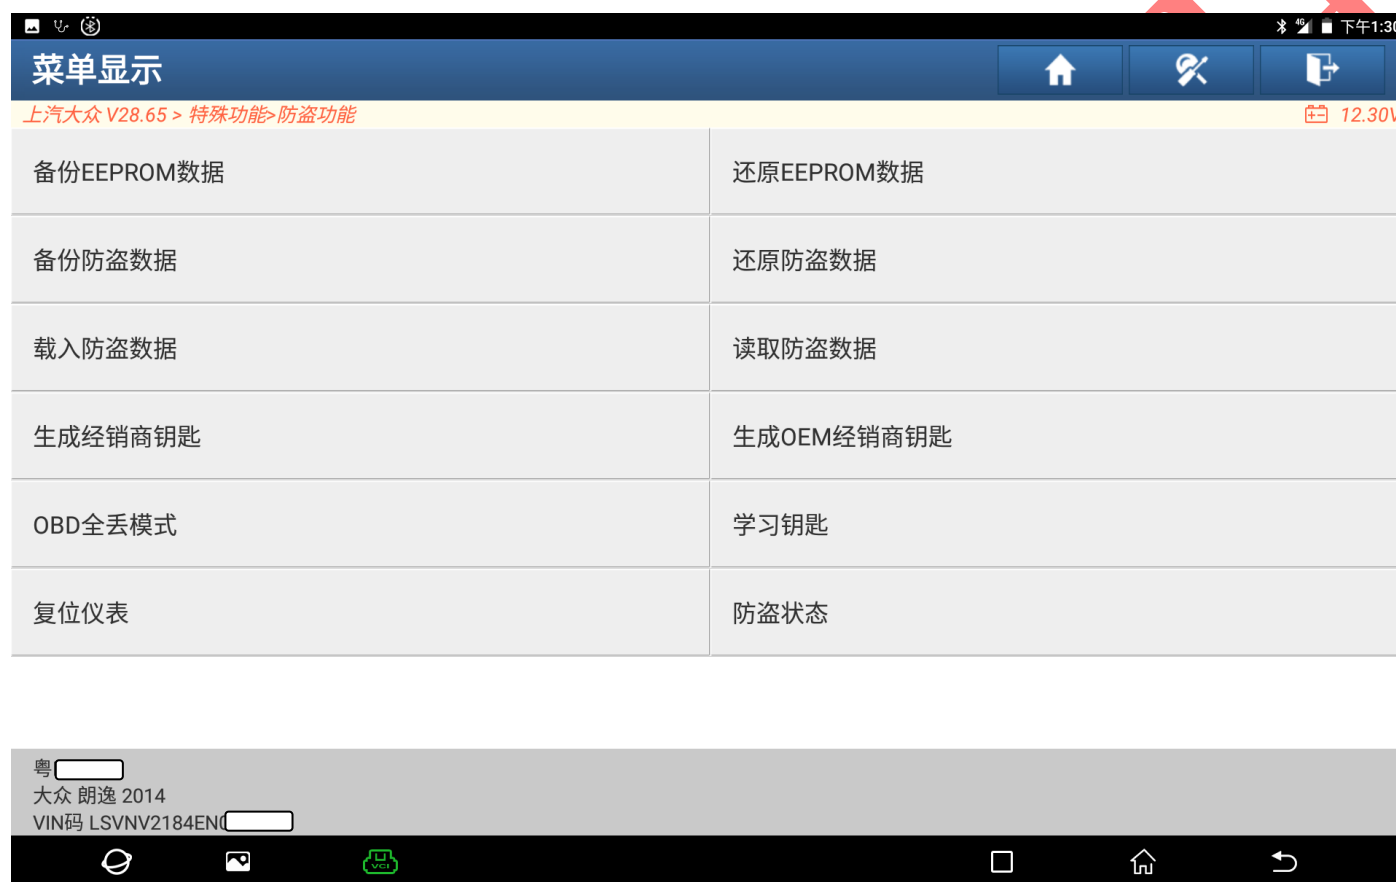 4G 下午1:30
菜单显示
上汽大众 V28.65 > 特殊功能>防盗功能
12.30V
备份EEPROM数据
还原EEPROM数据
备份防盗数据
还原防盗数据
载入防盗数据
读取防盗数据
生成经销商钥匙
生成OEM经销商钥匙
OBD全丢模式
学习钥匙
复位仪表
防盗状态
粤
大众 朗逸 2014
VIN码 LSVNV2184EN0
VCI